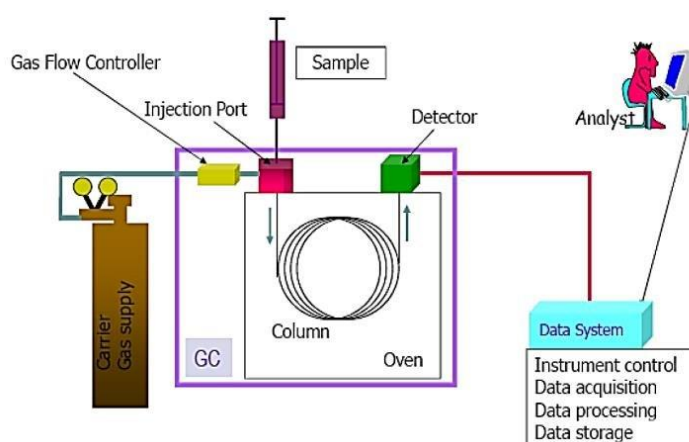 Gas Flow Controller
Sample
Injection Port
Detector
Analyst
Carrier
Gas supply
Column
GC
Oven
Data System
Instrument control
Data acquisition
Data processing
Data storage